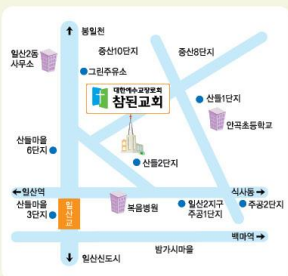 봉일천
일산2동
사무소
중산10단지
중산8단지
그린주유소
대한예수교장로회
참된교회
산들1단지
안곡초등학교
산들마을
6단지
산들2단지
일산역
식사동
산들마을
3단지
일산교
복음병원
일산2지구
주공1단지
주공2단지
백마역
밤가시마을
일산신도시